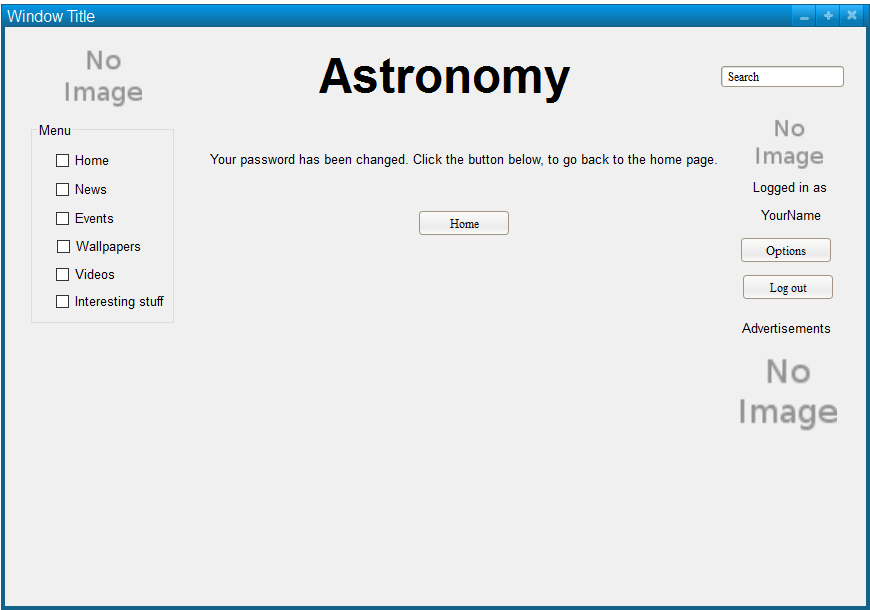 Window Title
No
Image
Astronomy
Search
Menu
Home
News
Events
Wallpapers
Videos
Interesting stuff
Your password has been changed. Click the button below, to go back to the home page.
Home
No
Image
Logged in as
YourName
Options
Log out
Advertisements
No
Image